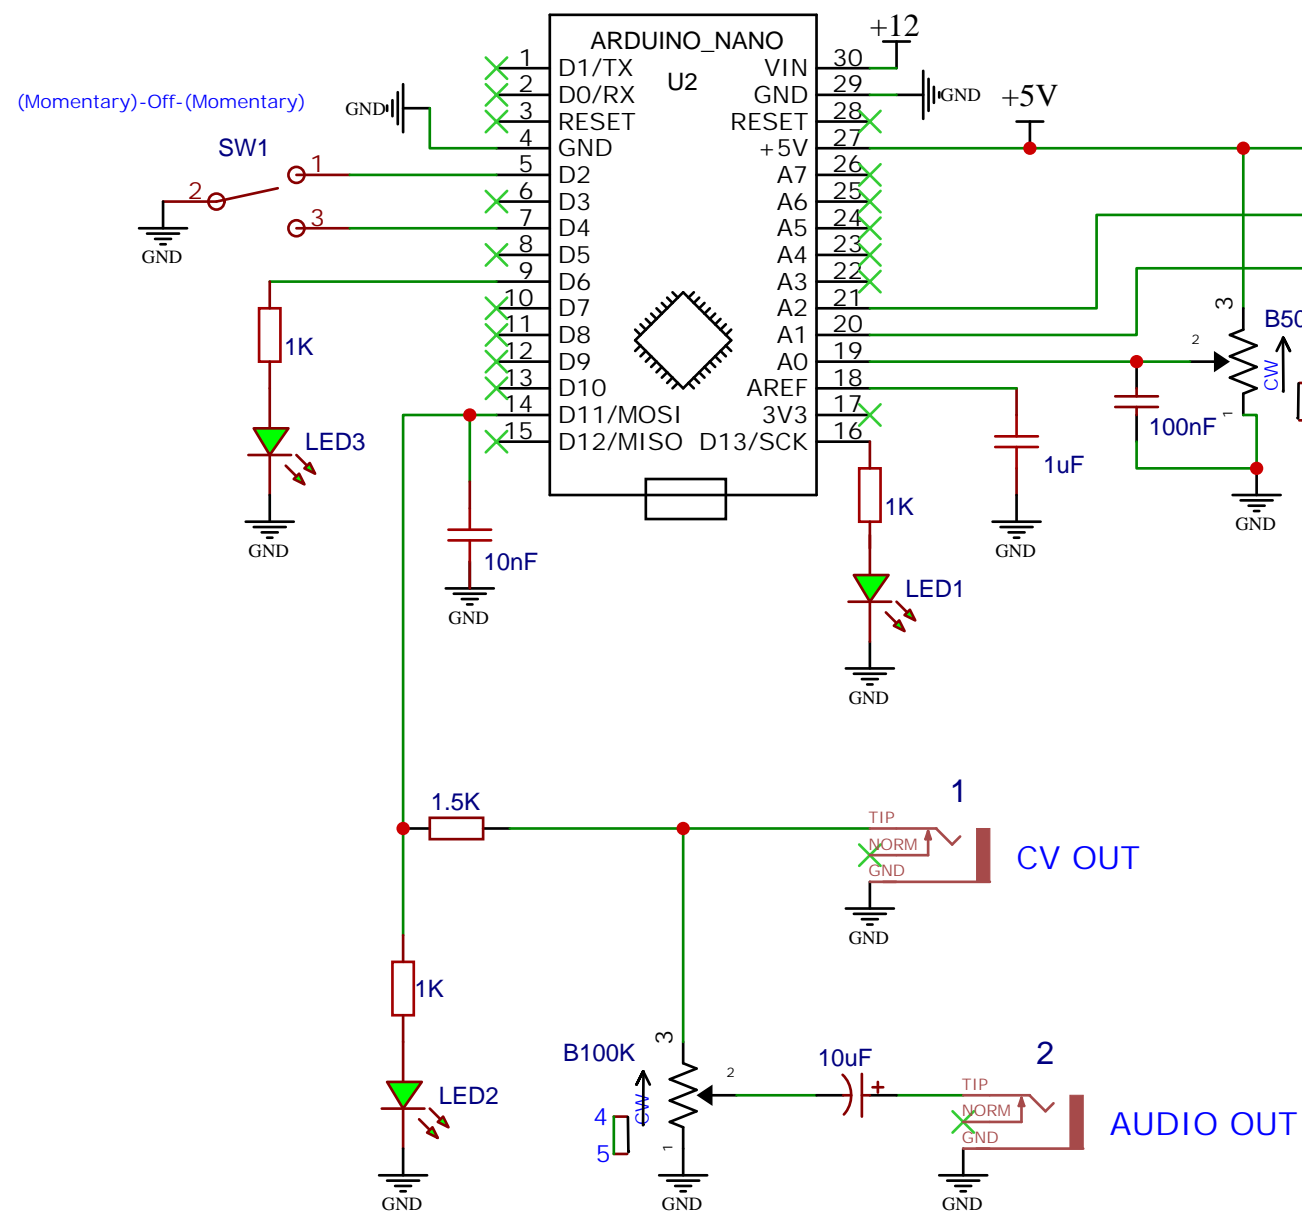 +12
ARDUINO_NANO
U2
1 D1/TX VIN 30
2 D0/RX GND 29 GND
3 RESET RESET 28
4 GND +5V 27
5 D2 A7 26
6 D3 A6 25
7 D4 A5 24
8 D5 A4 23
9 D6 A3 22
10 D7 A2 21
11 D8 A1 20
12 D9 A0 19
13 D10 AREF 18
14 D11/MOSI 3V3 17
15 D12/MISO D13/SCK 16
(Momentary)-Off-(Momentary)
GND
SW1
1
2
3
GND
+5V
1K
LED3
GND
10nF
GND
1K
LED1
GND
1uF
GND
100nF
3
B50
2
CW
1
GND
1.5K
1
TIP
NORM
GND
CV OUT
GND
1K
LED2
GND
B100K
3
2
CW
4
5
1
GND
10uF
+
2
TIP
NORM
GND
AUDIO OUT
GND